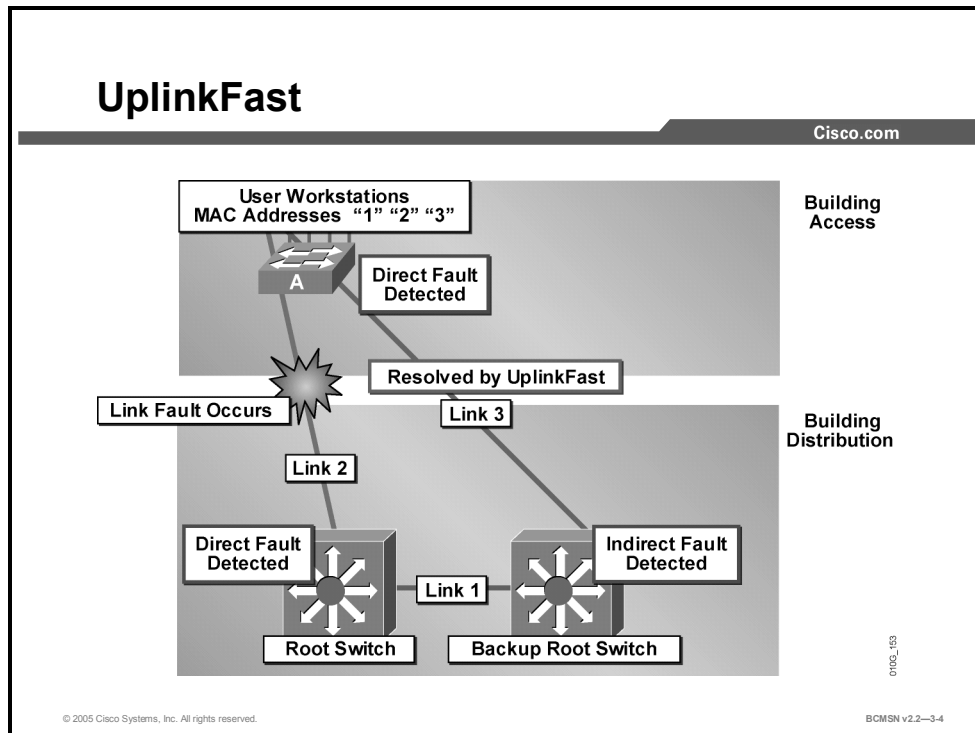 UplinkFast
Cisco.com
User Workstations
MAC Addresses “1” “2” “3”
Building
Access
A
Direct Fault
Detected
Resolved by UplinkFast
Link Fault Occurs
Link 3
Building
Distribution
Link 2
Direct Fault
Detected
Indirect Fault
Detected
Link 1
Root Switch
Backup Root Switch
010G_153
© 2005 Cisco Systems, Inc. All rights reserved.
BCMSN v2.2—3-4